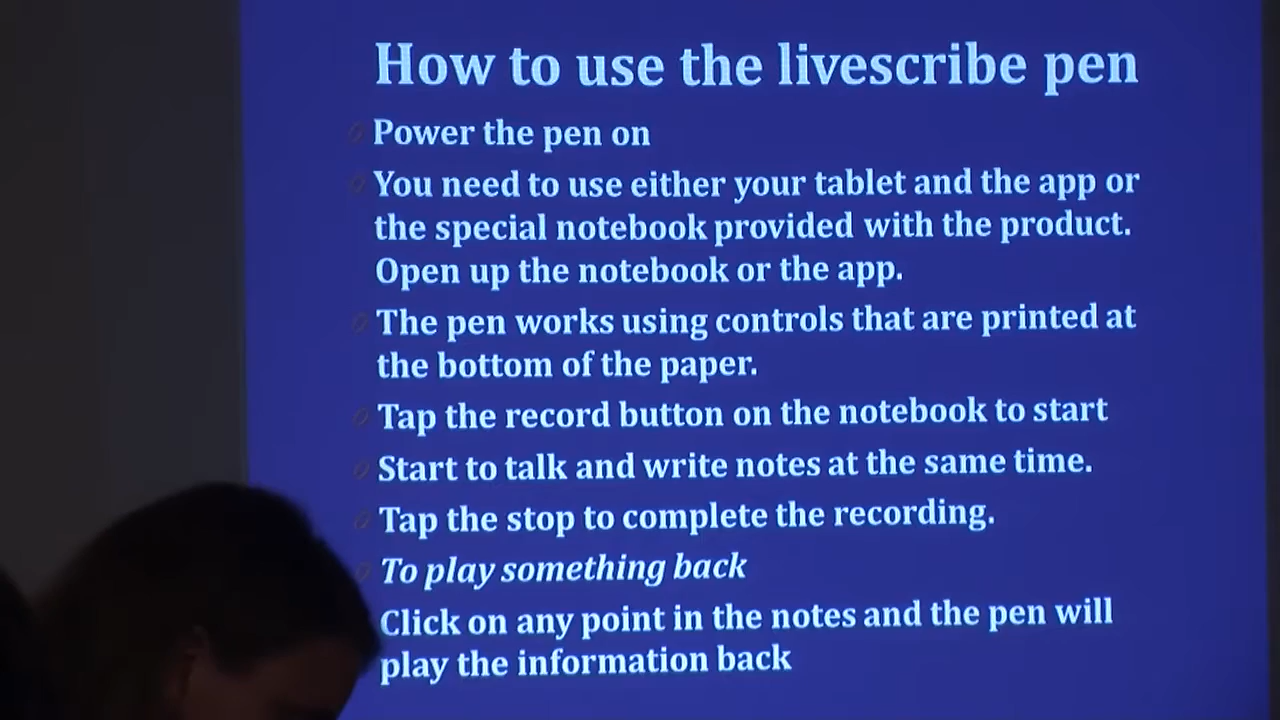 How to use the livescribe pen
Power the pen on
You need to use either your tablet and the app or
the special notebook provided with the product.
Open up the notebook or the app.
The pen works using controls that are printed at
the bottom of the paper.
Tap the record button on the notebook to start
Start to talk and write notes at the same time.
Tap the stop to complete the recording.
To play something back
Click on any point in the notes and the pen will
play the information back